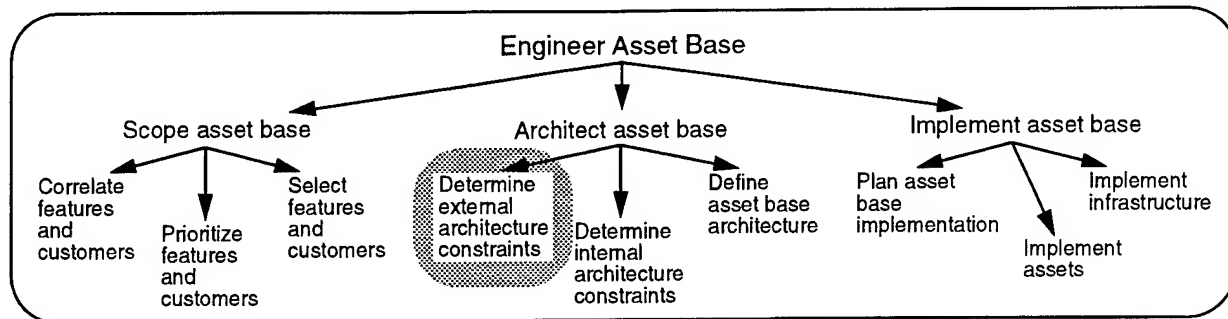 Engineer Asset Base
Scope asset base
Architect asset base
Implement asset base
Correlate
features
and
customers
Prioritize
features
and
customers
Select
features
and
customers
Determine
external
architecture
constraints
Determine
internal
architecture
constraints
Define
asset base
architecture
Plan asset
base
implementation
Implement
assets
Implement
infrastructure